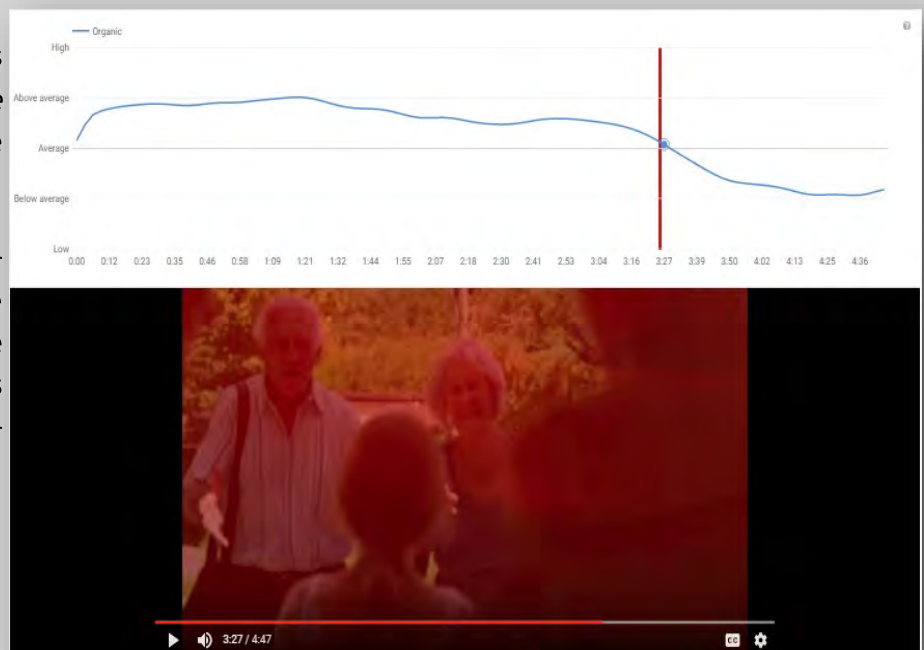 Organic
High
Above average
Average
Below average
Low
0:00 0:12 0:23 0:35 0:46 0:58 1:09 1:21 1:32 1:44 1:55 2:07 2:18 2:30 2:41 2:53 3:04 3:16 3:27 3:39 3:50 4:02 4:13 4:25 4:36
3:27 / 4:47
CC